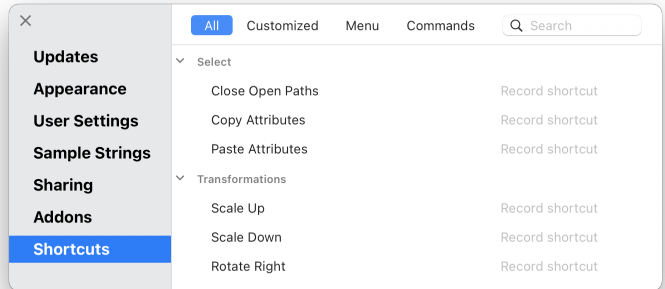 Updates
Appearance
User Settings
Sample Strings
Sharing
Addons
Shortcuts
All Customized Menu Commands Search
Select
Close Open Paths Record shortcut
Copy Attributes Record shortcut
Paste Attributes Record shortcut
Transformations
Scale Up Record shortcut
Scale Down Record shortcut
Rotate Right Record shortcut